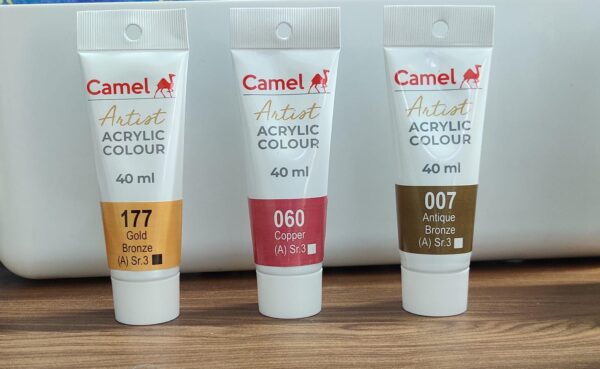 Camel
Artist
ACRYLIC
COLOUR
40 ml
177
Gold
Bronze
(A) Sr.3
Camel
Artist
ACRYLIC
COLOUR
40 ml
060
Copper
(A) Sr.3
Camel
Artist
ACRYLIC
COLOUR
40 ml
007
Antique
Bronze
(A) Sr.3